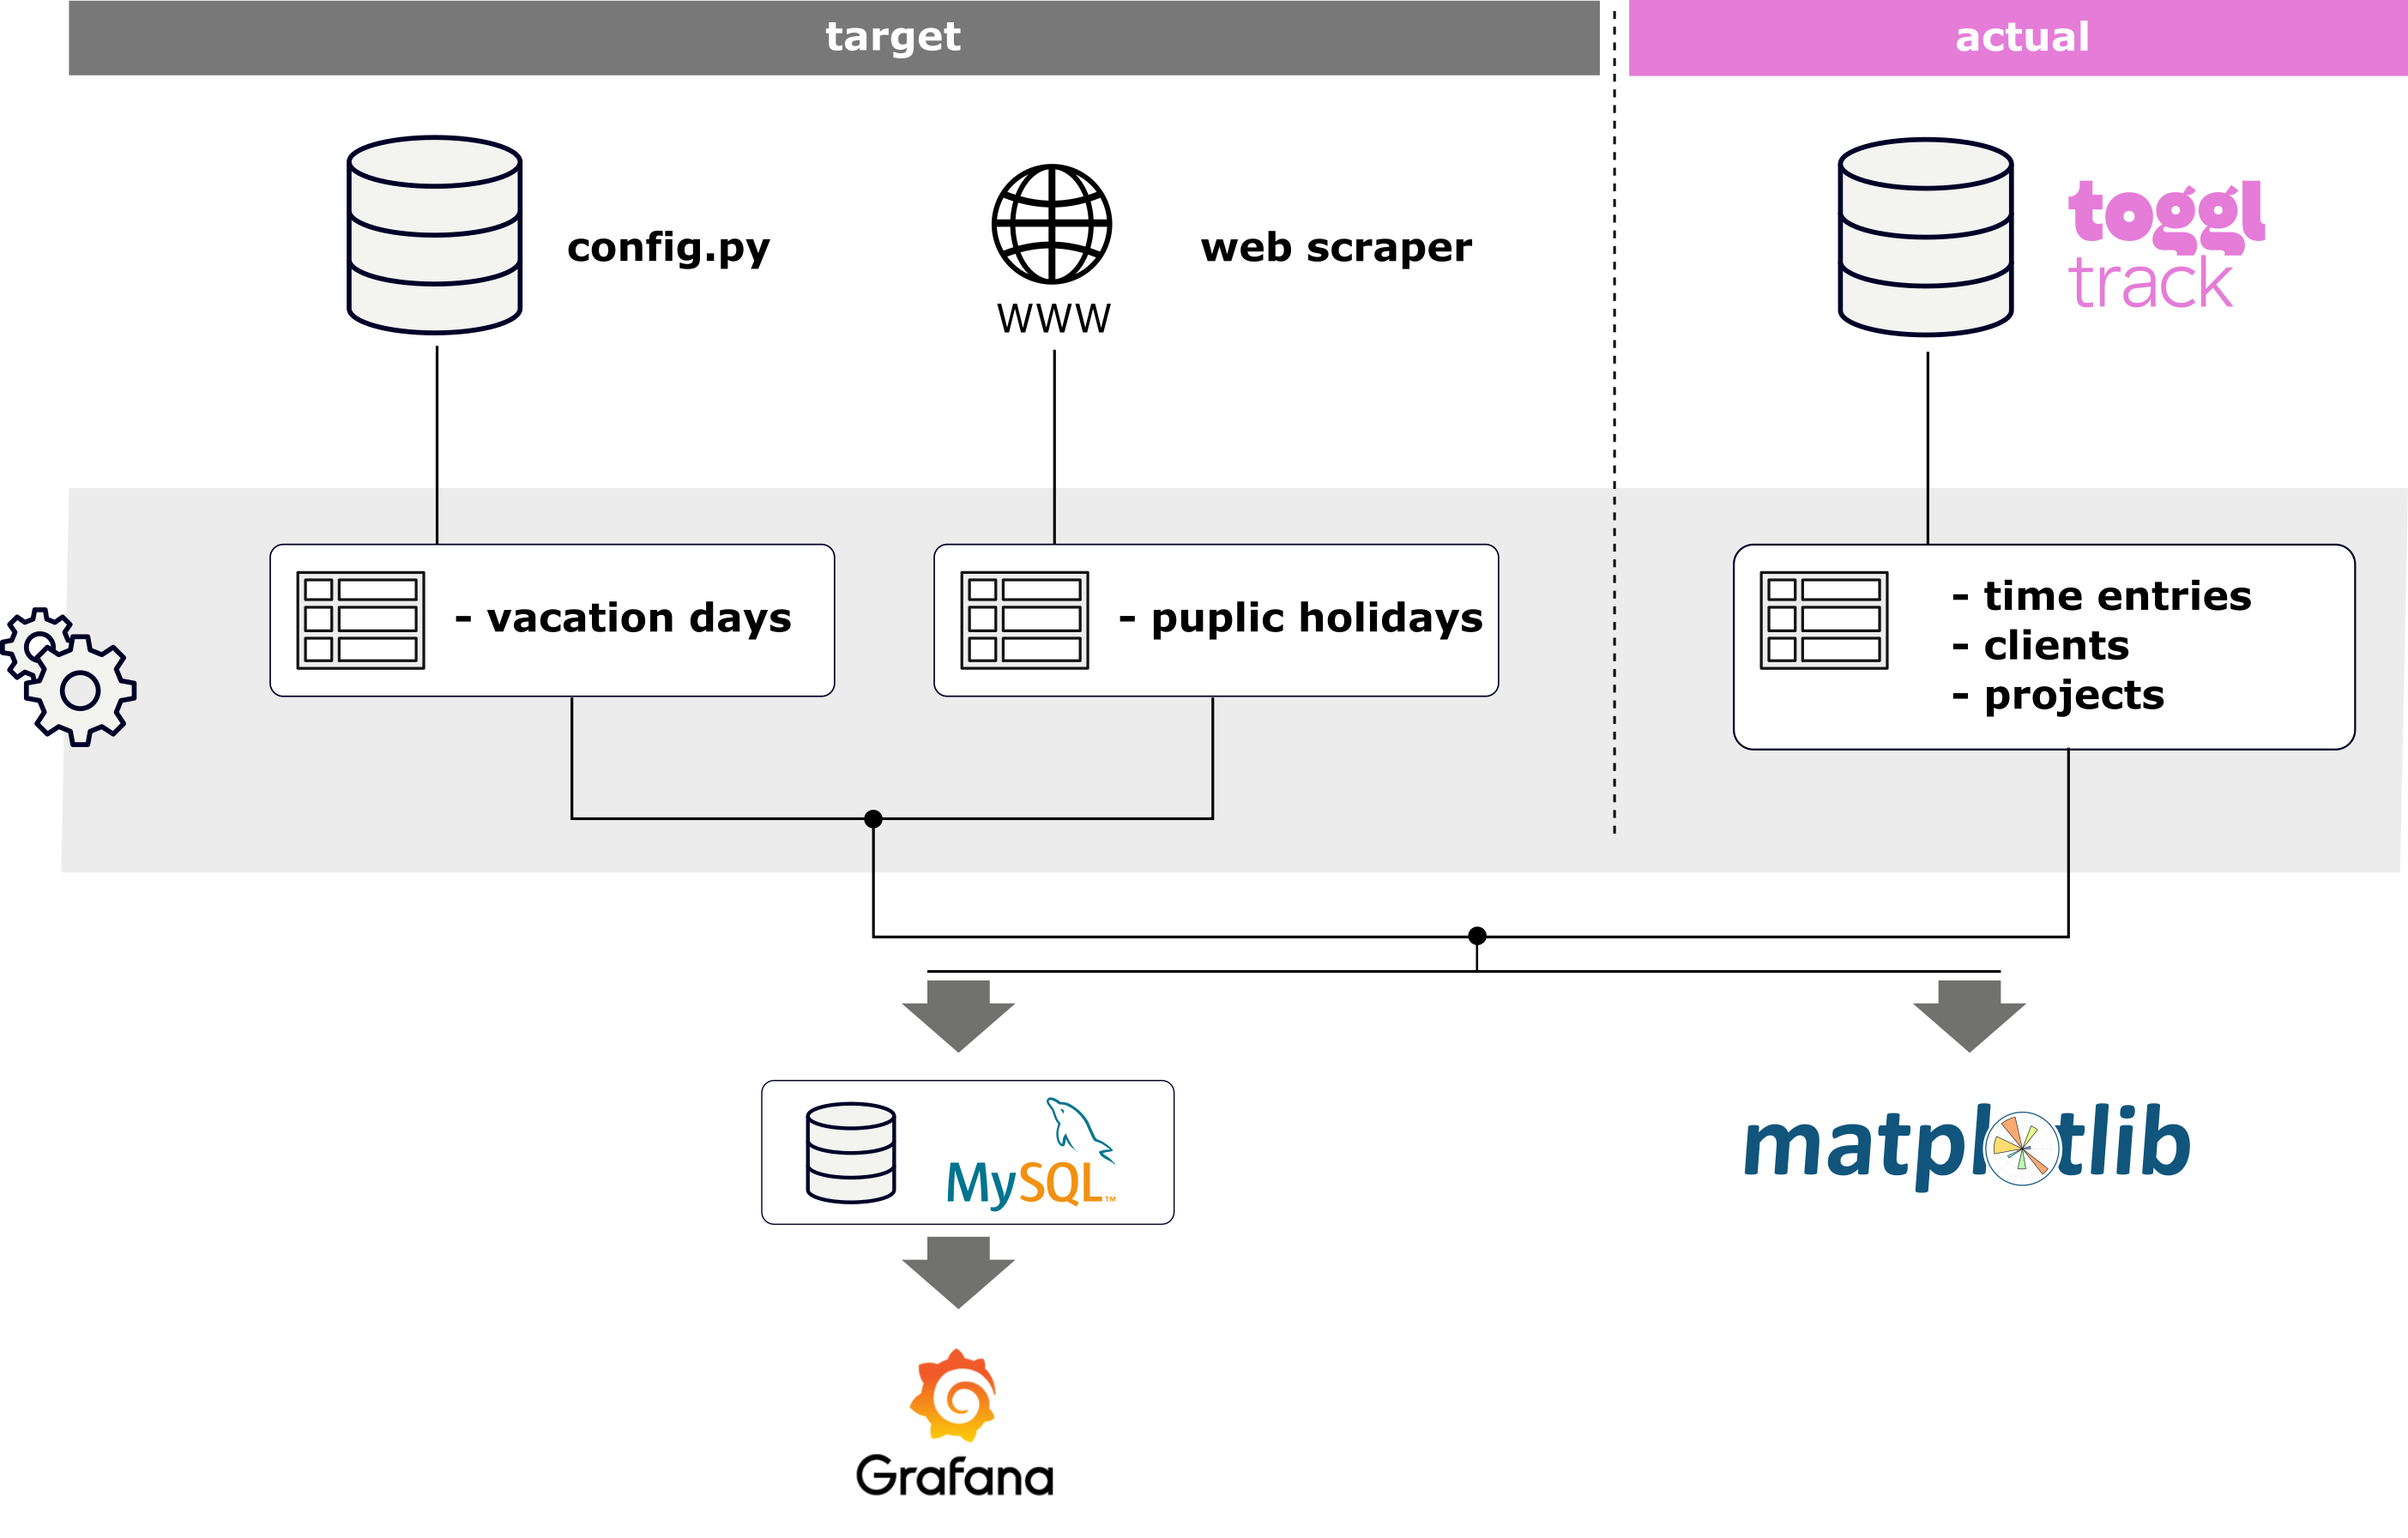 target
actual
config.py
www
web scraper
toggl
track
- vacation days
- puplic holidays
- time entries
- clients
- projects
MySQL™
matplotlib
Grafana